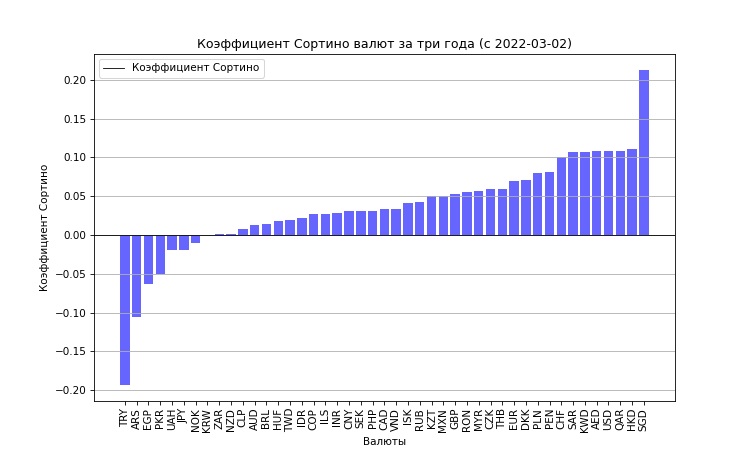 Коэффициент Сортино валют за три года (с 2022-03-02)
Коэффициент Сортино
0.20
0.15
0.10
0.05
0.00
−0.05
−0.10
−0.15
−0.20
Коэффициент Сортино
TRY
ARS
EGP
PKR
UAH
JPY
NOK
KRW
ZAR
NZD
CLP
AUD
BRL
HUF
TWD
IDR
COP
ILS
INR
CNY
SEK
PHP
CAD
VND
ISK
RUB
KZT
MXN
GBP
RON
MYR
CZK
THB
EUR
DKK
PLN
PEN
CHF
SAR
KWD
AED
USD
QAR
HKD
SGD
Валюты